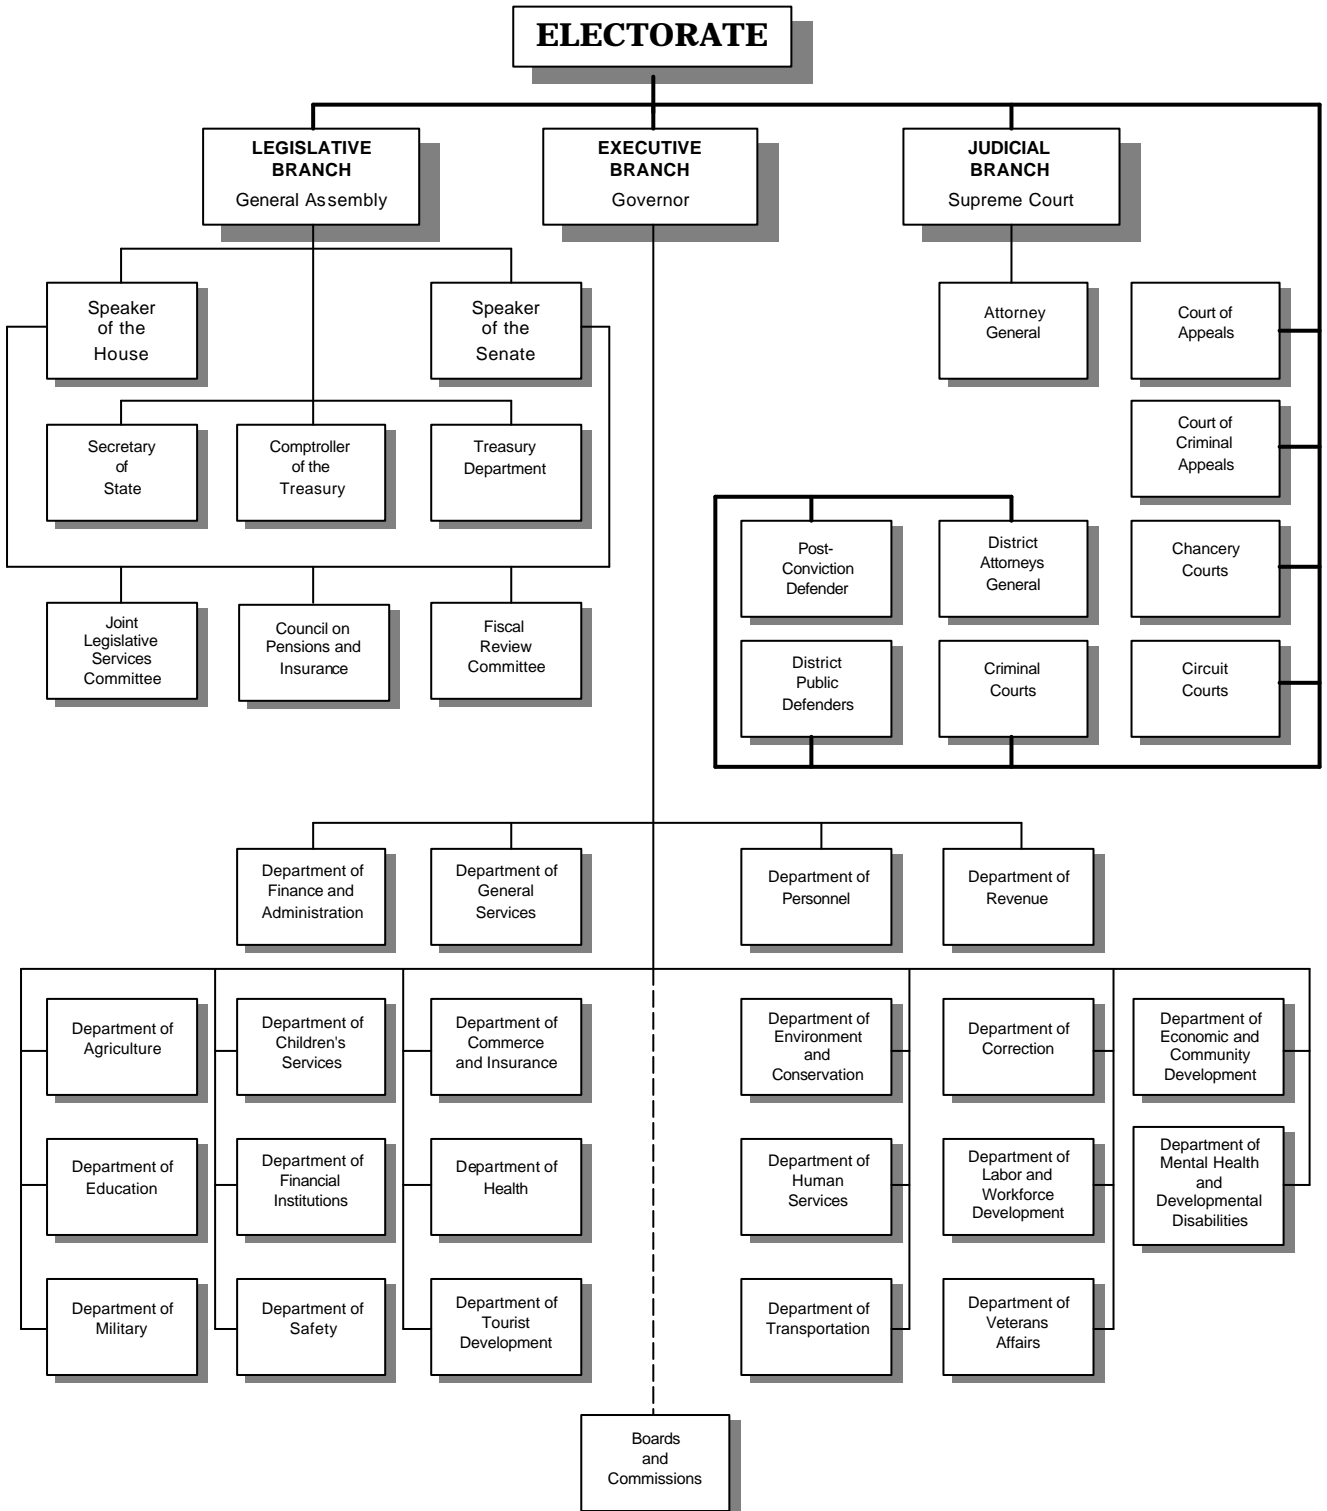 ELECTORATE
LEGISLATIVE
BRANCH
General Assembly
EXECUTIVE
BRANCH
Governor
JUDICIAL
BRANCH
Supreme Court
Speaker
of the
House
Speaker
of the
Senate
Attorney
General
Court of
Appeals
Secretary
of
State
Comptroller
of the
Treasury
Treasury
Department
Court of
Criminal
Appeals
Post-
Conviction
Defender
District
Attorneys
General
Chancery
Courts
Joint
Legislative
Services
Committee
Council on
Pensions and
Insurance
Fiscal
Review
Committee
District
Public
Defenders
Criminal
Courts
Circuit
Courts
Department of
Finance and
Administration
Department of
General
Services
Department of
Personnel
Department of
Revenue
Department of
Agriculture
Department of
Children's
Services
Department of
Commerce
and Insurance
Department of
Environment
and
Conservation
Department of
Correction
Department of
Economic and
Community
Development
Department of
Education
Department of
Financial
Institutions
Department of
Health
Department of
Human
Services
Department of
Labor and
Workforce
Development
Department of
Mental Health
and
Developmental
Disabilities
Department of
Military
Department of
Safety
Department of
Tourist
Development
Department of
Transportation
Department of
Veterans
Affairs
Boards
and
Commissions